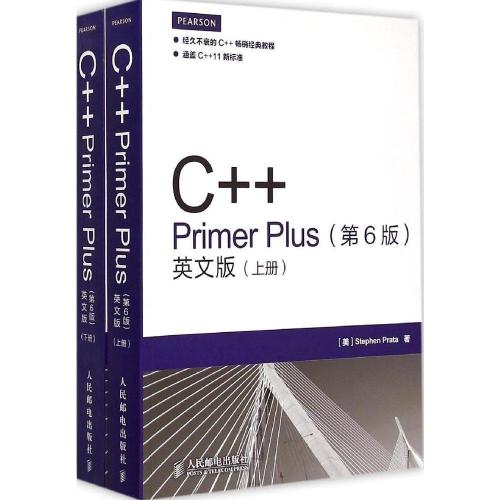 PEARSON
C++ Primer Plus
(第6版)
英文版
(下册)
人民邮电出版社
PEARSON
C++ Primer Plus
(第6版)
英文版
(上册)
人民邮电出版社
PEARSON
● 经久不衰的 C++ 畅销经典教程
● 涵盖 C++11 新标准
C++
Primer Plus (第6版)
英文版 (上册)
[美] Stephen Prata 著
人民邮电出版社
POSTS & TELECOM PRESS